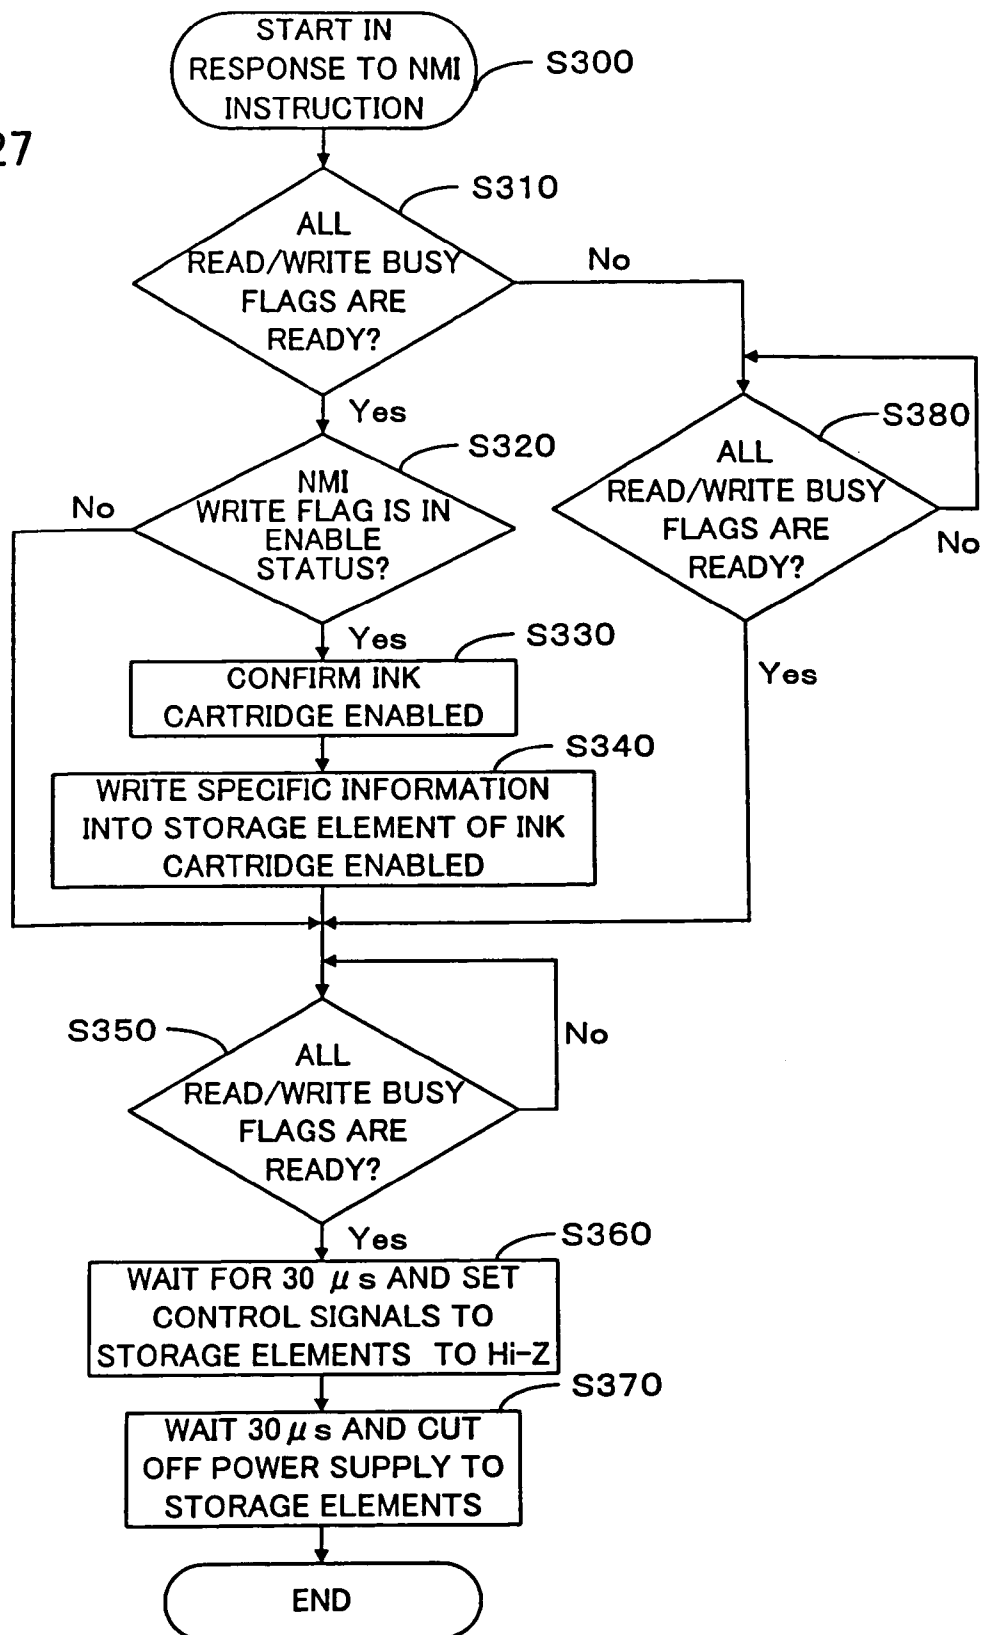 START IN
RESPONSE TO NMI
INSTRUCTION
S300
27
S310
ALL
READ/WRITE BUSY
FLAGS ARE
READY?
No
Yes
S320
NMI
WRITE FLAG IS IN
ENABLE
STATUS?
No
S380
ALL
READ/WRITE BUSY
FLAGS ARE
READY?
No
Yes
Yes
S330
CONFIRM INK
CARTRIDGE ENABLED
S340
WRITE SPECIFIC INFORMATION
INTO STORAGE ELEMENT OF INK
CARTRIDGE ENABLED
S350
ALL
READ/WRITE BUSY
FLAGS ARE
READY?
No
Yes
S360
WAIT FOR 30 μs AND SET
CONTROL SIGNALS TO
STORAGE ELEMENTS TO Hi-Z
S370
WAIT 30μs AND CUT
OFF POWER SUPPLY TO
STORAGE ELEMENTS
END